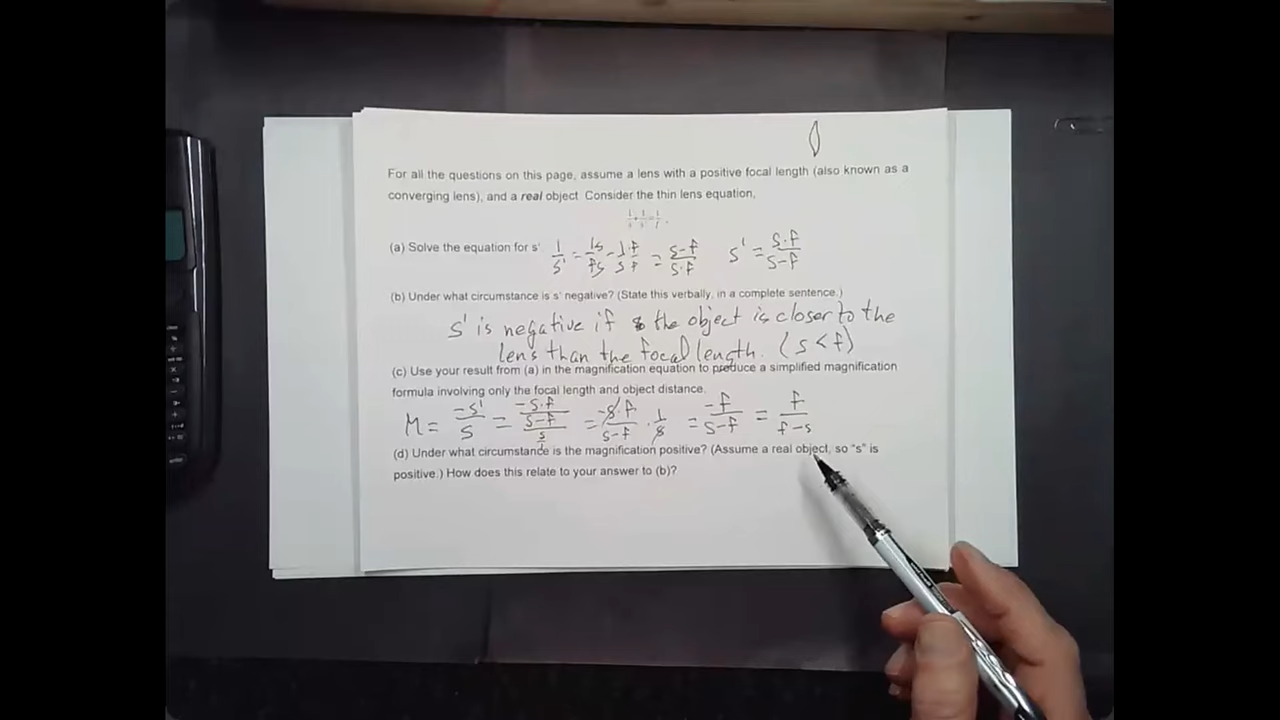 For all the questions on this page, assume a lens with a positive focal length (also known as a
converging lens), and a real object. Consider the thin lens equation,
1/s + 1/s' = 1/f .
(a) Solve the equation for s' 1/s' = 1s/fs - 1f/sf = s-f/s·f s' = s·f/s-f
(b) Under what circumstance is s' negative? (State this verbally, in a complete sentence.)
s' is negative if the object is closer to the
lens than the focal length. (s<f)
(c) Use your result from (a) in the magnification equation to produce a simplified magnification
formula involving only the focal length and object distance.
M = -s'/s = (-s·f/s-f)/(s/1) = -s·f/s-f · 1/s = -f/s-f = f/f-s
(d) Under what circumstance is the magnification positive? (Assume a real object, so "s" is
positive.) How does this relate to your answer to (b)?